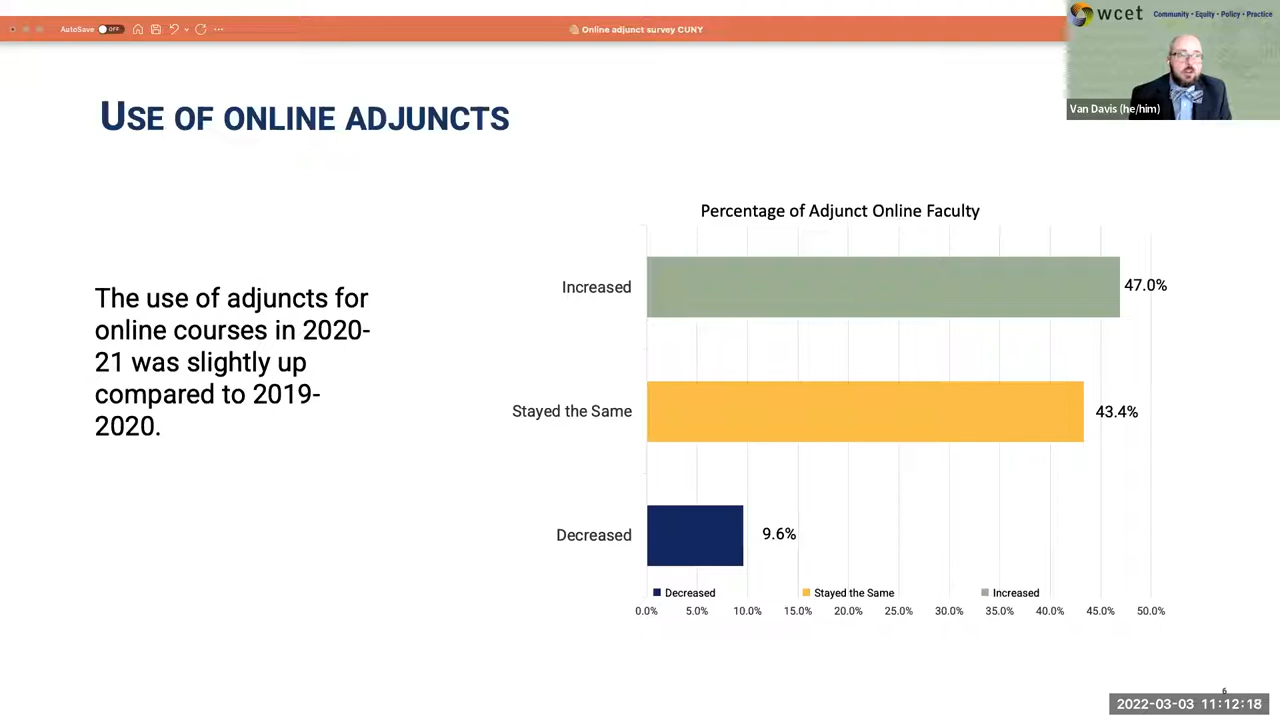 AutoSave OFF
Online adjunct survey CUNY
wcet Community • Equity • Policy • Practice
Van Davis (he/him)
USE OF ONLINE ADJUNCTS
The use of adjuncts for
online courses in 2020-
21 was slightly up
compared to 2019-
2020.
Percentage of Adjunct Online Faculty
Increased 47.0%
Stayed the Same 43.4%
Decreased 9.6%
Decreased Stayed the Same Increased
0.0% 5.0% 10.0% 15.0% 20.0% 25.0% 30.0% 35.0% 40.0% 45.0% 50.0%
6
2022-03-03 11:12:18